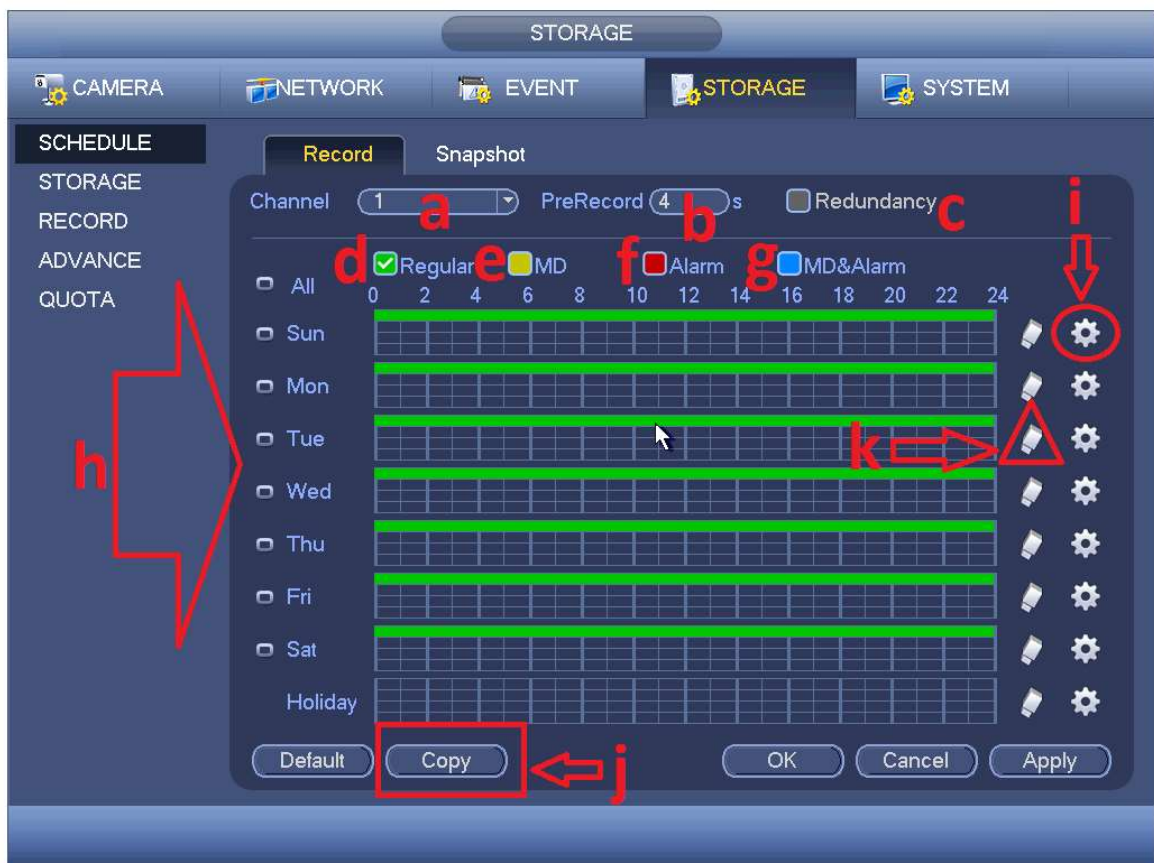 STORAGE
CAMERA NETWORK EVENT STORAGE SYSTEM
SCHEDULE
STORAGE
RECORD
ADVANCE
QUOTA
Record Snapshot
Channel 1 a PreRecord 4 b s Redundancy c i
d Regular e MD f Alarm g MD&Alarm
All 0 2 4 6 8 10 12 14 16 18 20 22 24
Sun
Mon
Tue k
h
Wed
Thu
Fri
Sat
Holiday
Default Copy j OK Cancel Apply